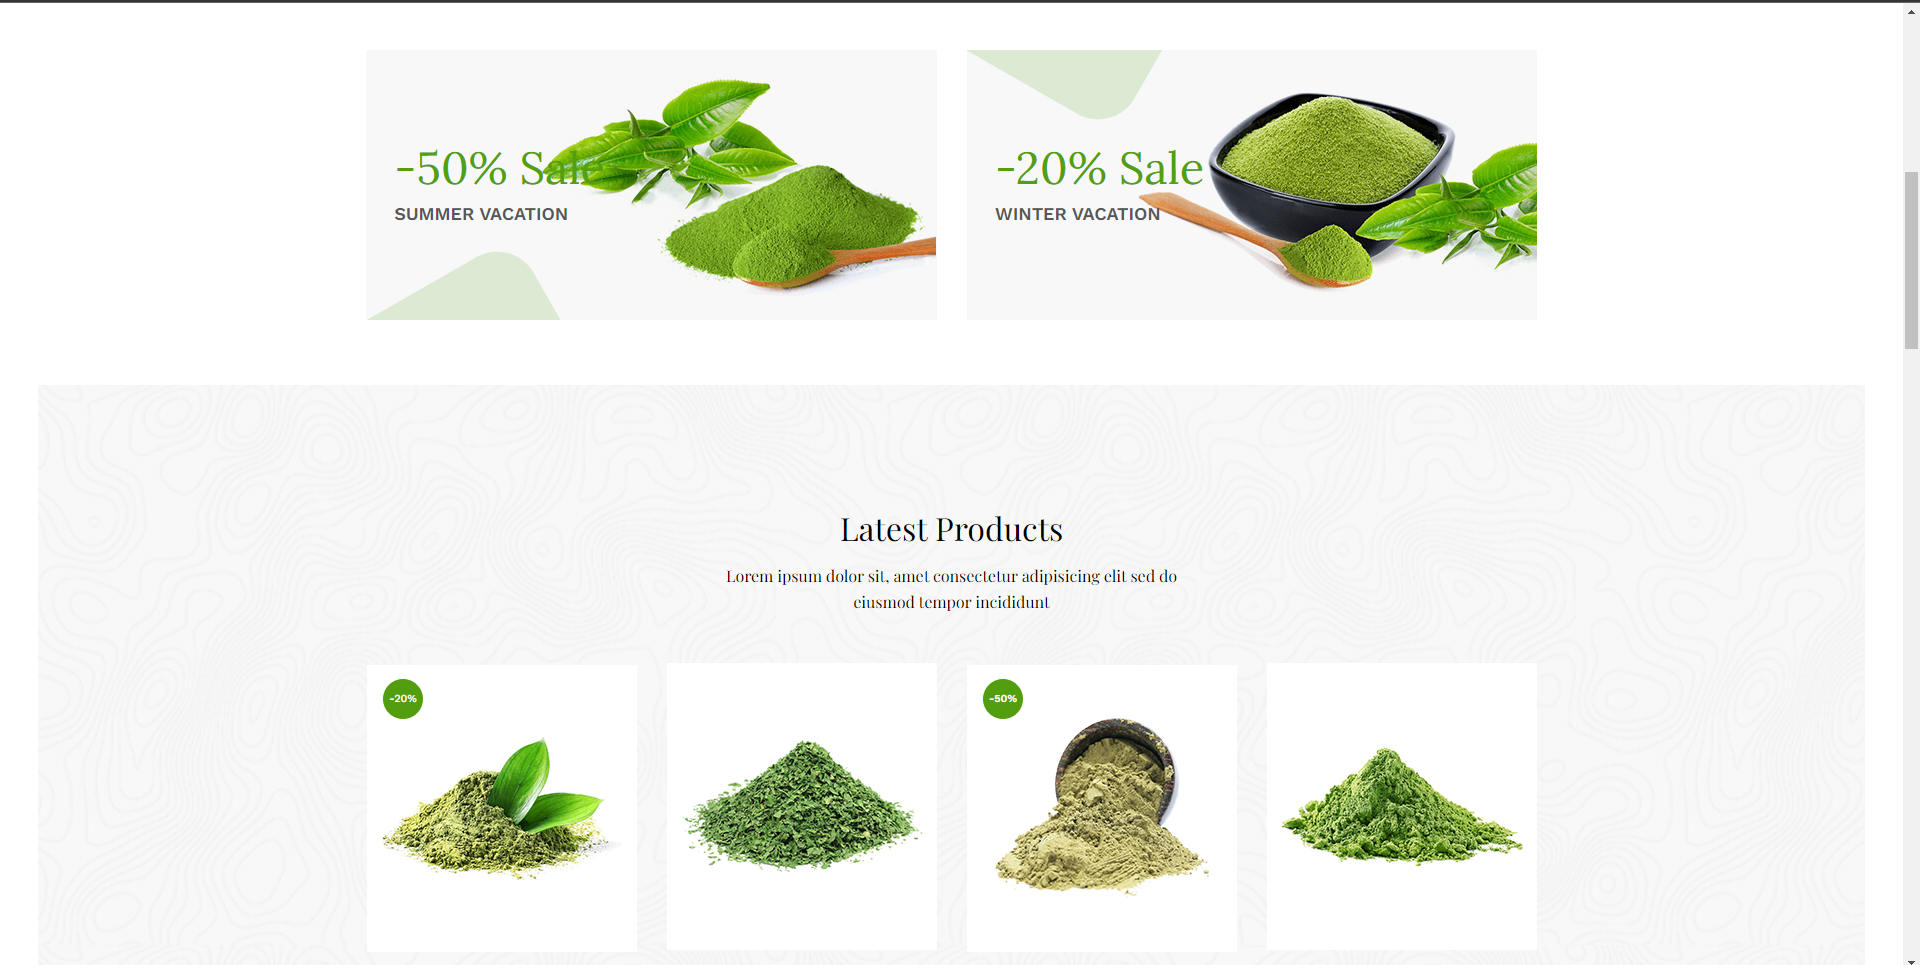 -50% Sale
SUMMER VACATION
-20% Sale
WINTER VACATION
Latest Products
Lorem ipsum dolor sit, amet consectetur adipisicing elit sed do
eiusmod tempor incididunt
-20%
-50%